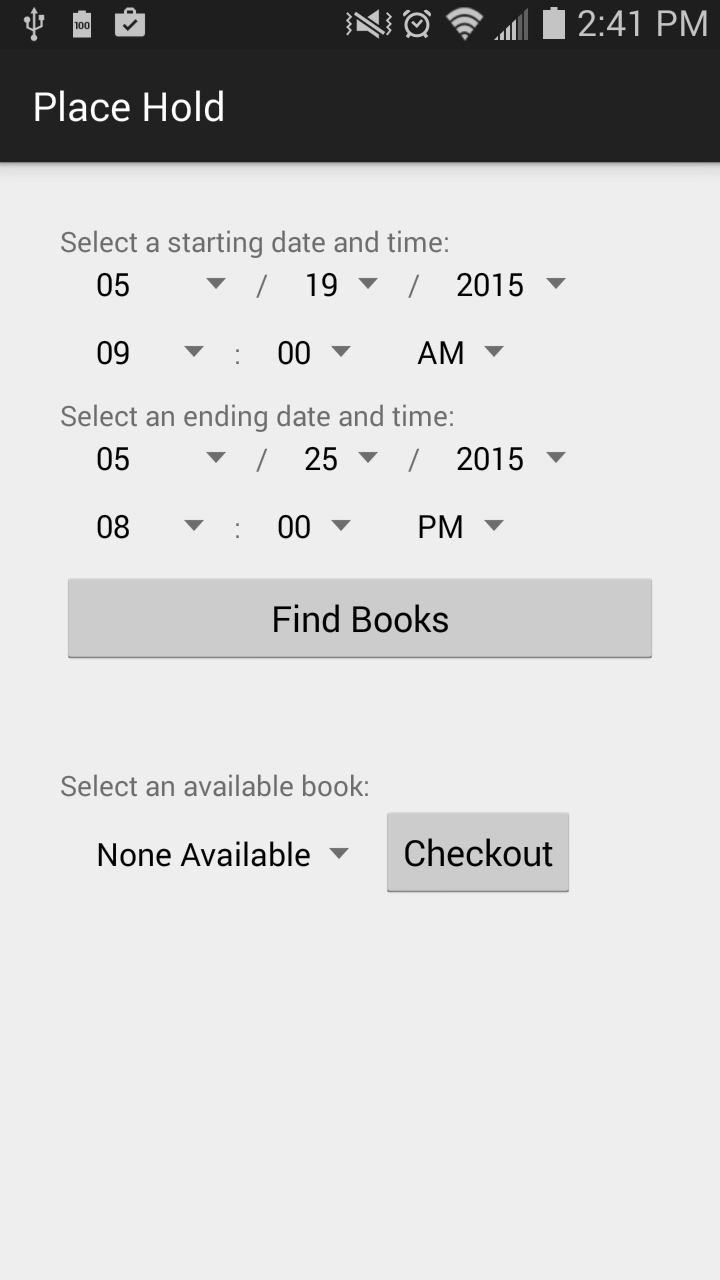 100 2:41 PM
Place Hold
Select a starting date and time:
05 / 19 / 2015
09 : 00 AM
Select an ending date and time:
05 / 25 / 2015
08 : 00 PM
Find Books
Select an available book:
None Available Checkout